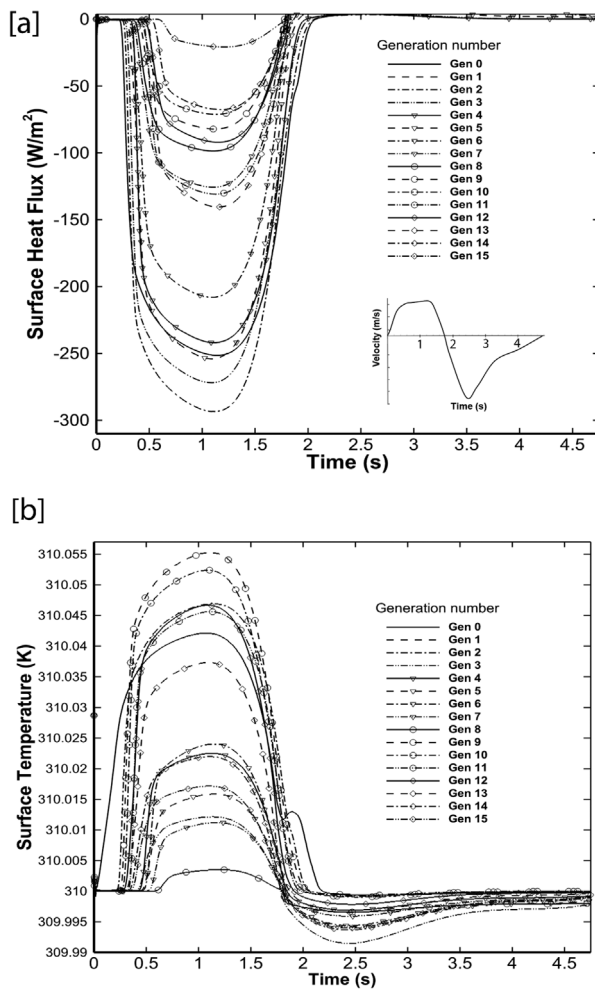 [a]
Surface Heat Flux (W/m²)
0
-50
-100
-150
-200
-250
-300
0
0.5
1
1.5
2
2.5
3
3.5
4
4.5
Time (s)
Generation number
Gen 0
Gen 1
Gen 2
Gen 3
Gen 4
Gen 5
Gen 6
Gen 7
Gen 8
Gen 9
Gen 10
Gen 11
Gen 12
Gen 13
Gen 14
Gen 15
Velocity (m/s)
1
2
3
4
Time (s)
[b]
Surface Temperature (K)
310.055
310.05
310.04
310.04
310.03
310.03
310.02
310.02
310.015
310.01
310.005
310
309.995
309.99
0
0.5
1
1.5
2
2.5
3
3.5
4
4.5
Time (s)
Generation number
Gen 0
Gen 1
Gen 2
Gen 3
Gen 4
Gen 5
Gen 6
Gen 7
Gen 8
Gen 9
Gen 10
Gen 11
Gen 12
Gen 13
Gen 14
Gen 15